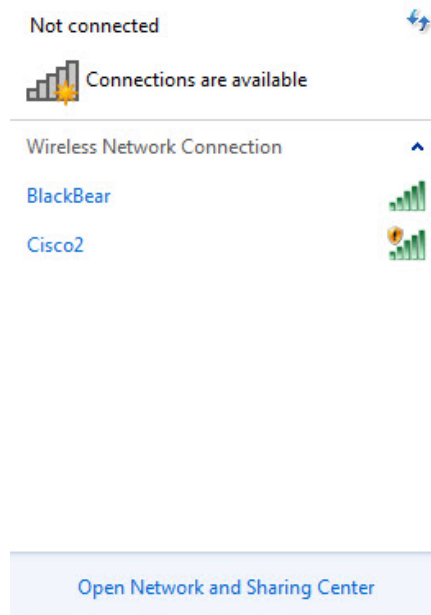 Not connected
Connections are available
Wireless Network Connection
BlackBear
Cisco2
Open Network and Sharing Center